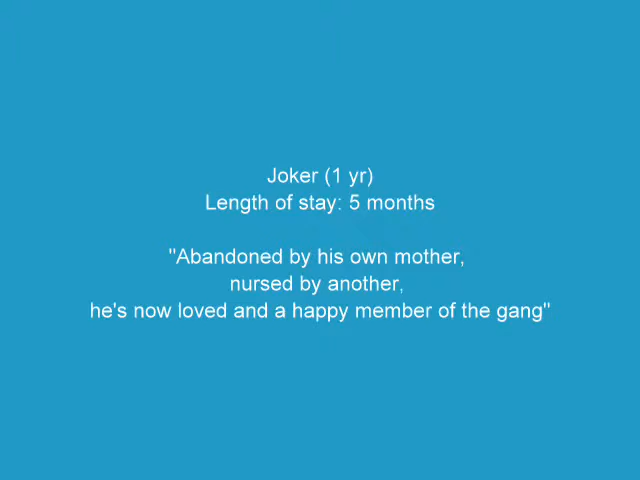 Joker (1 yr)
Length of stay: 5 months
"Abandoned by his own mother,
nursed by another,
he's now loved and a happy member of the gang"